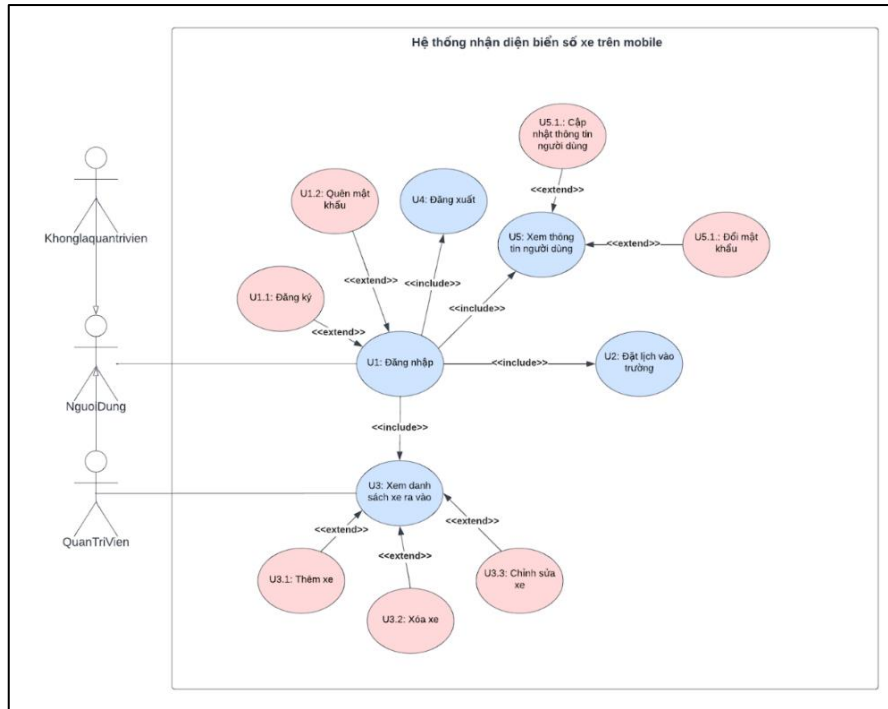 Hệ thống nhận diện biển số xe trên mobile
U5.1.: Cập
nhật thông tin
người dùng
<<extend>>
U1.2: Quên mật
khẩu
U4: Đăng xuất
Khonglaquantrivien
U5: Xem thông
tin người dùng
<<extend>>
U5.1.: Đổi mật
khẩu
<<extend>>
<<include>>
U1.1: Đăng ký
<<include>>
<<extend>>
U1: Đăng nhập
<<include>>
U2: Đặt lịch vào
trường
NguoiDung
<<include>>
U3: Xem danh
sách xe ra vào
QuanTriVien
<<extend>>
<<extend>>
<<extend>>
U3.1: Thêm xe
U3.2: Xóa xe
U3.3: Chỉnh sửa
xe